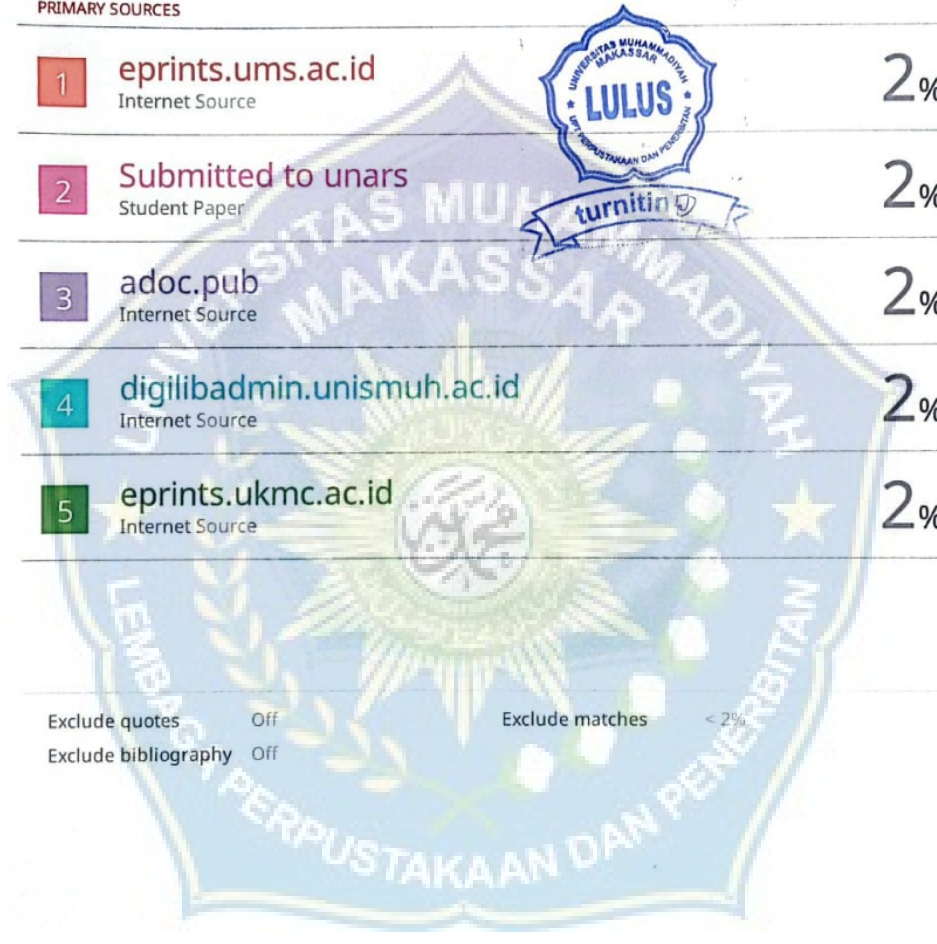 PRIMARY SOURCES
1 eprints.ums.ac.id 2%
Internet Source
UNIVERSITAS MUHAMMADIYAH
MAKASSAR
LULUS
UPT PERPUSTAKAAN DAN PENERBITAN
turnitin
2 Submitted to unars 2%
Student Paper
3 adoc.pub 2%
Internet Source
4 digilibadmin.unismuh.ac.id 2%
Internet Source
5 eprints.ukmc.ac.id 2%
Internet Source
Exclude quotes Off Exclude matches < 2%
Exclude bibliography Off
UNIVERSITAS MUHAMMADIYAH
MAKASSAR
LEMBAGA PERPUSTAKAAN DAN PENERBITAN